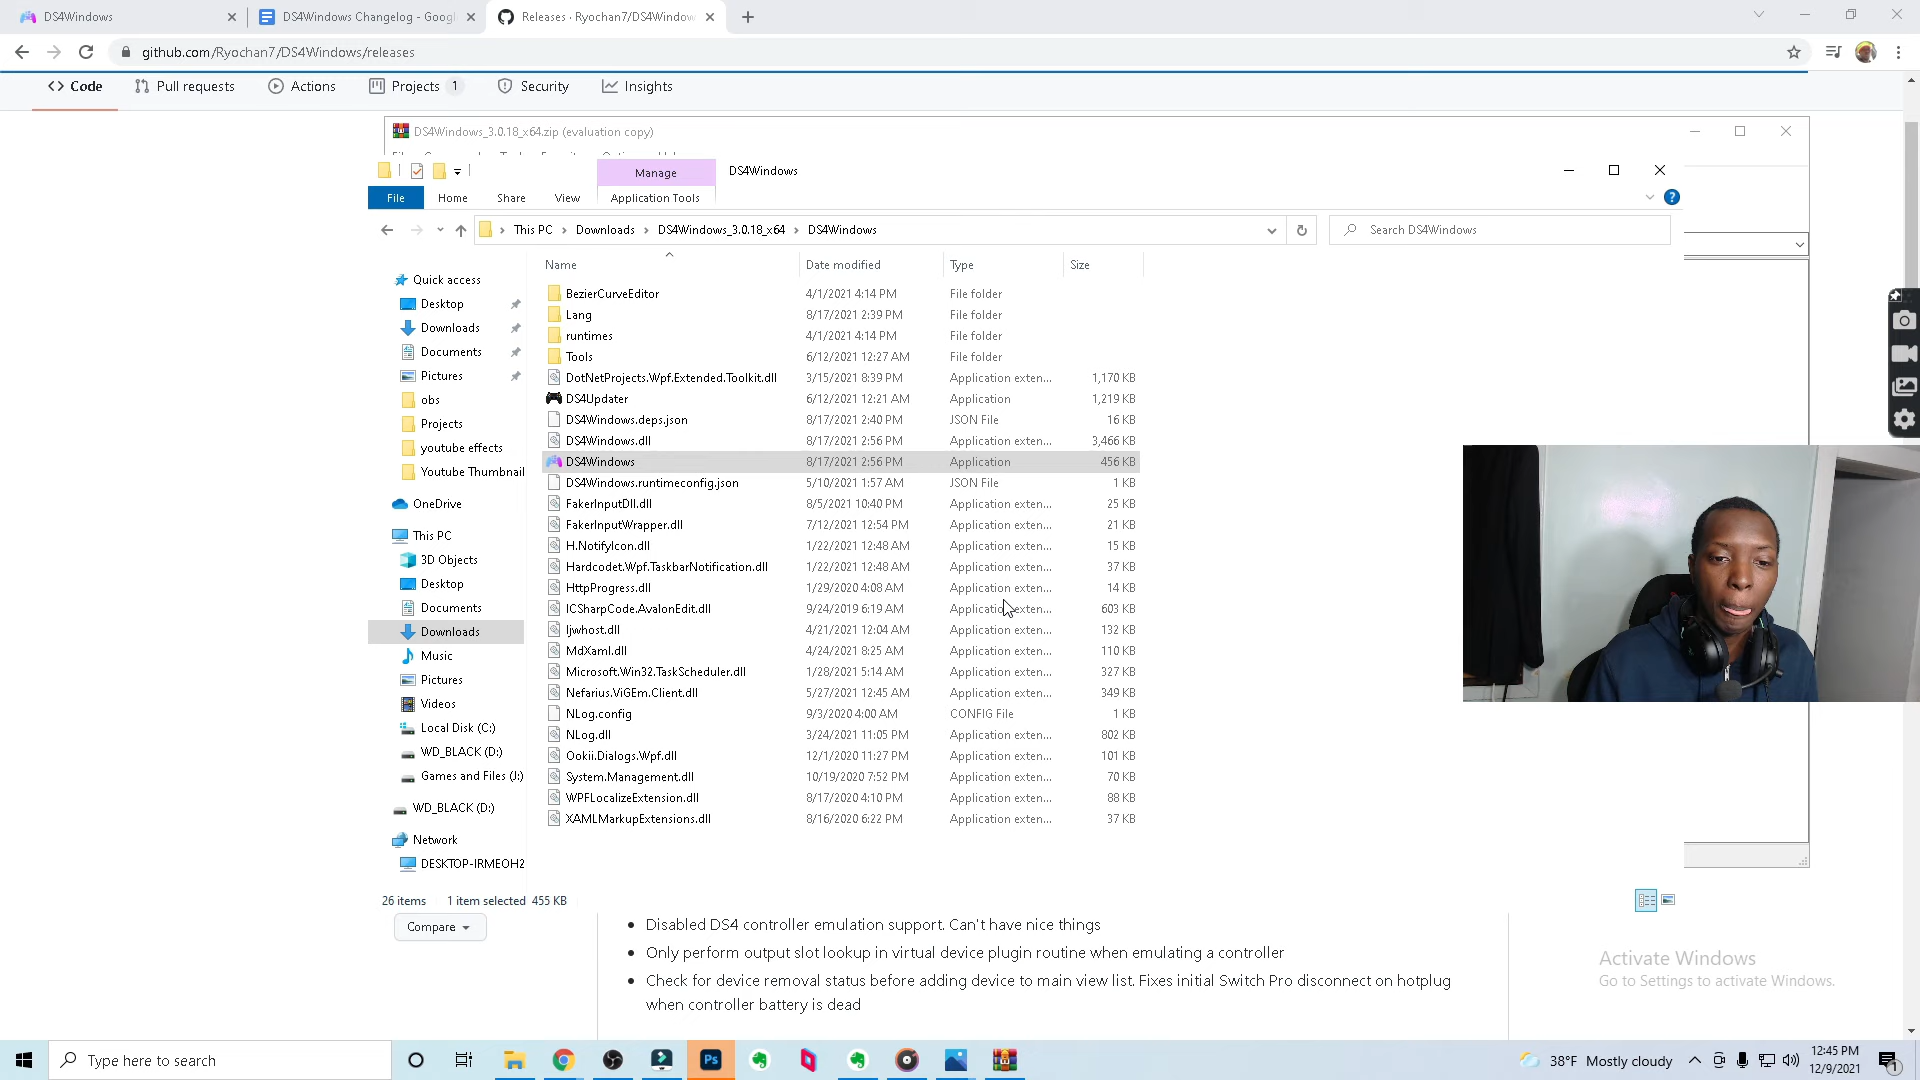 DS4Windows
DS4Windows Changelog - Googl
Releases · Ryochan7/DS4Window
github.com/Ryochan7/DS4Windows/releases
Code
Pull requests
Actions
Projects 1
Security
Insights
DS4Windows_3.0.18_x64.zip (evaluation copy)
Manage
DS4Windows
File
Home
Share
View
Application Tools
This PC > Downloads > DS4Windows_3.0.18_x64 > DS4Windows
Search DS4Windows
Name Date modified Type Size
Quick access
Desktop
Downloads
Documents
Pictures
obs
Projects
youtube effects
Youtube Thumbnail
OneDrive
This PC
3D Objects
Desktop
Documents
Downloads
Music
Pictures
Videos
Local Disk (C:)
WD_BLACK (D:)
Games and Files (J:)
WD_BLACK (D:)
Network
DESKTOP-IRMEOH2
BezierCurveEditor 4/1/2021 4:14 PM File folder
Lang 8/17/2021 2:39 PM File folder
runtimes 4/1/2021 4:14 PM File folder
Tools 6/12/2021 12:27 AM File folder
DotNetProjects.Wpf.Extended.Toolkit.dll 3/15/2021 8:39 PM Application exten... 1,170 KB
DS4Updater 6/12/2021 12:21 AM Application 1,219 KB
DS4Windows.deps.json 8/17/2021 2:40 PM JSON File 16 KB
DS4Windows.dll 8/17/2021 2:56 PM Application exten... 3,466 KB
DS4Windows 8/17/2021 2:56 PM Application 456 KB
DS4Windows.runtimeconfig.json 5/10/2021 1:57 AM JSON File 1 KB
FakerInputDll.dll 8/5/2021 10:40 PM Application exten... 25 KB
FakerInputWrapper.dll 7/12/2021 12:54 PM Application exten... 21 KB
H.NotifyIcon.dll 1/22/2021 12:48 AM Application exten... 15 KB
Hardcodet.Wpf.TaskbarNotification.dll 1/22/2021 12:48 AM Application exten... 37 KB
HttpProgress.dll 1/29/2020 4:08 AM Application exten... 14 KB
ICSharpCode.AvalonEdit.dll 9/24/2019 6:19 AM Application exten... 603 KB
Ijwhost.dll 4/21/2021 12:04 AM Application exten... 132 KB
MdXaml.dll 4/24/2021 8:25 AM Application exten... 110 KB
Microsoft.Win32.TaskScheduler.dll 1/28/2021 5:14 AM Application exten... 327 KB
Nefarius.ViGEm.Client.dll 5/27/2021 12:45 AM Application exten... 349 KB
NLog.config 9/3/2020 4:00 AM CONFIG File 1 KB
NLog.dll 3/24/2021 11:05 PM Application exten... 802 KB
Ookii.Dialogs.Wpf.dll 12/1/2020 11:27 PM Application exten... 101 KB
System.Management.dll 10/19/2020 7:52 PM Application exten... 70 KB
WPFLocalizeExtension.dll 8/17/2020 4:10 PM Application exten... 88 KB
XAMLMarkupExtensions.dll 8/16/2020 6:22 PM Application exten... 37 KB
26 items 1 item selected 455 KB
Compare
• Disabled DS4 controller emulation support. Can't have nice things
• Only perform output slot lookup in virtual device plugin routine when emulating a controller
• Check for device removal status before adding device to main view list. Fixes initial Switch Pro disconnect on hotplug
when controller battery is dead
Activate Windows
Go to Settings to activate Windows.
Type here to search
Ps
38°F Mostly cloudy
12:45 PM
12/9/2021
1